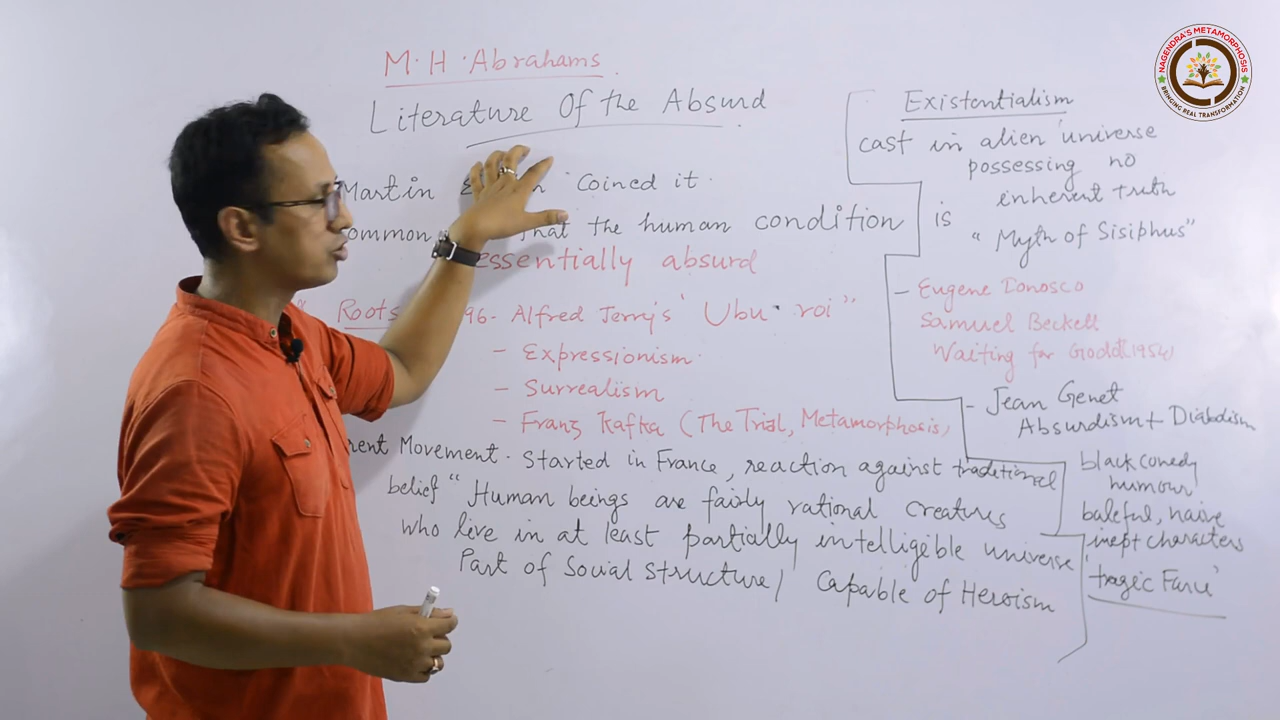 M.H.Abrahams
Literature Of the Absurd
Martin coined it.
that the human condition is
essentially absurd
Roots 96- Alfred Jerry's "Ubu roi"
- Expressionism
- Surrealism
- Franz Kafka (The Trial, Metamorphosis)
rent Movement. Started in France, reaction against traditional
belief "Human beings are fairly rational creatures
who live in at least partially intelligible universe
Part of Social Structure/ Capable of Heroism
Existentialism
cast in alien universe
possessing no
inherent truth
"Myth of Sisiphus"
- Eugene Ionosco
Samuel Beckett
Waiting for Godot (1954)
- Jean Genet
Absurdism + Diabolism
black comedy
humour
baleful, naive
inept characters
'tragic Farce'
NAGENDRA'S METAMORPHOSIS
BRINGING REAL TRANSFORMATION